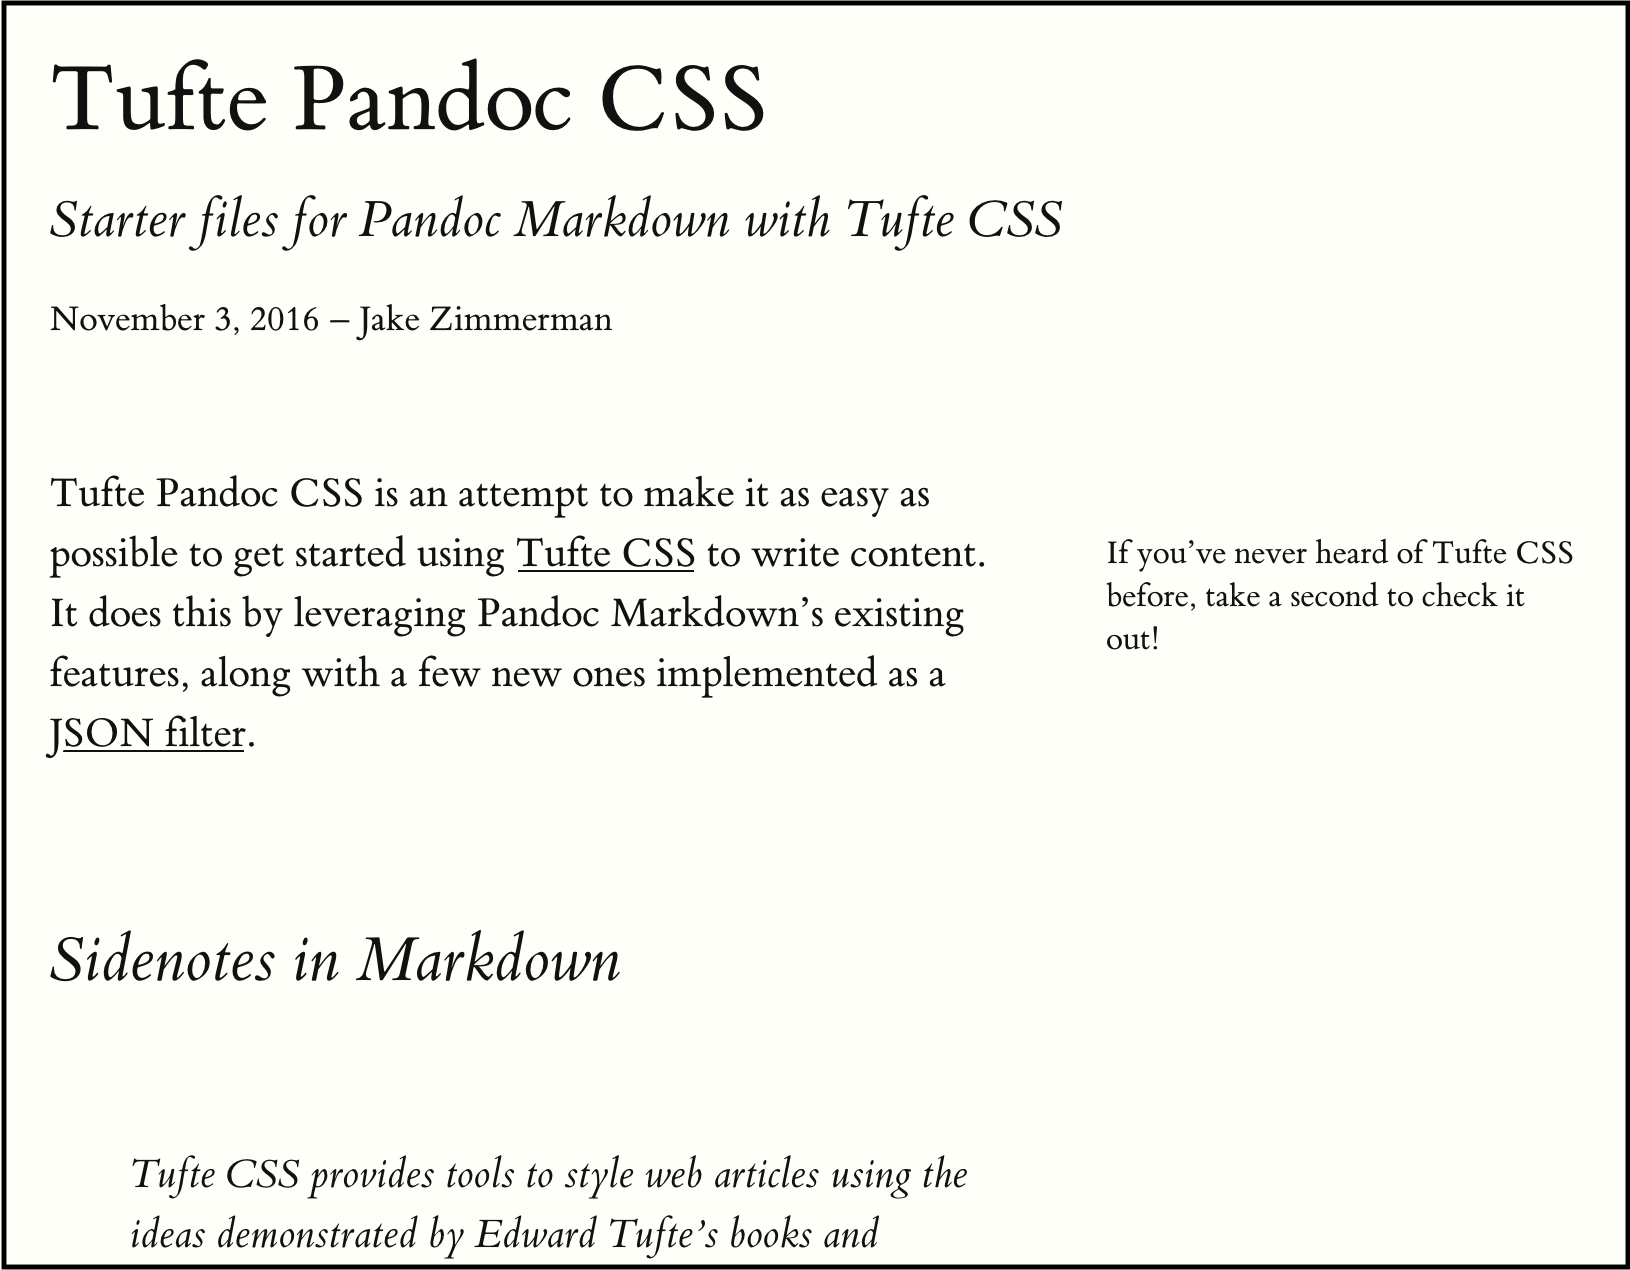 Tufte Pandoc CSS
Starter files for Pandoc Markdown with Tufte CSS
November 3, 2016 – Jake Zimmerman
Tufte Pandoc CSS is an attempt to make it as easy as
possible to get started using Tufte CSS to write content.
It does this by leveraging Pandoc Markdown’s existing
features, along with a few new ones implemented as a
JSON filter.
If you’ve never heard of Tufte CSS
before, take a second to check it
out!
Sidenotes in Markdown
Tufte CSS provides tools to style web articles using the
ideas demonstrated by Edward Tufte’s books and